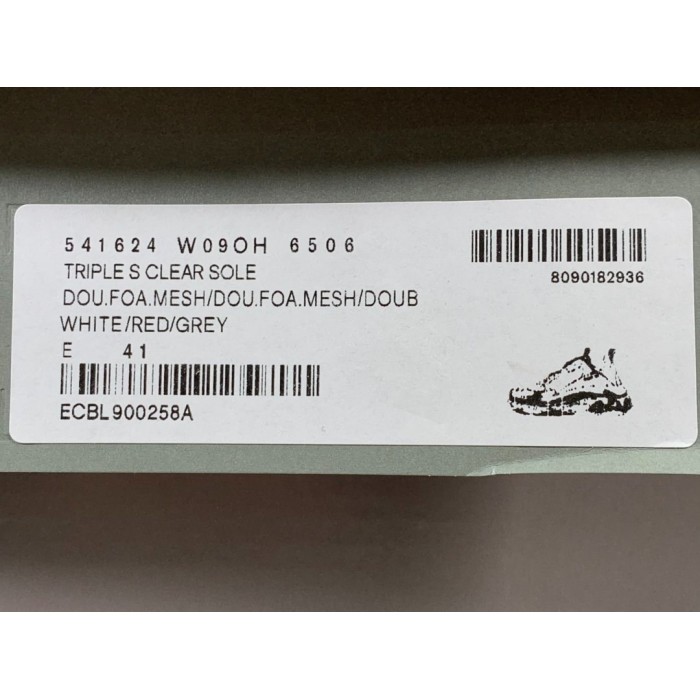 541624 W09OH 6506
8090182936
TRIPLE S CLEAR SOLE
DOU.FOA.MESH/DOU.FOA.MESH/DOUB
WHITE/RED/GREY
E 41
ECBL900258A